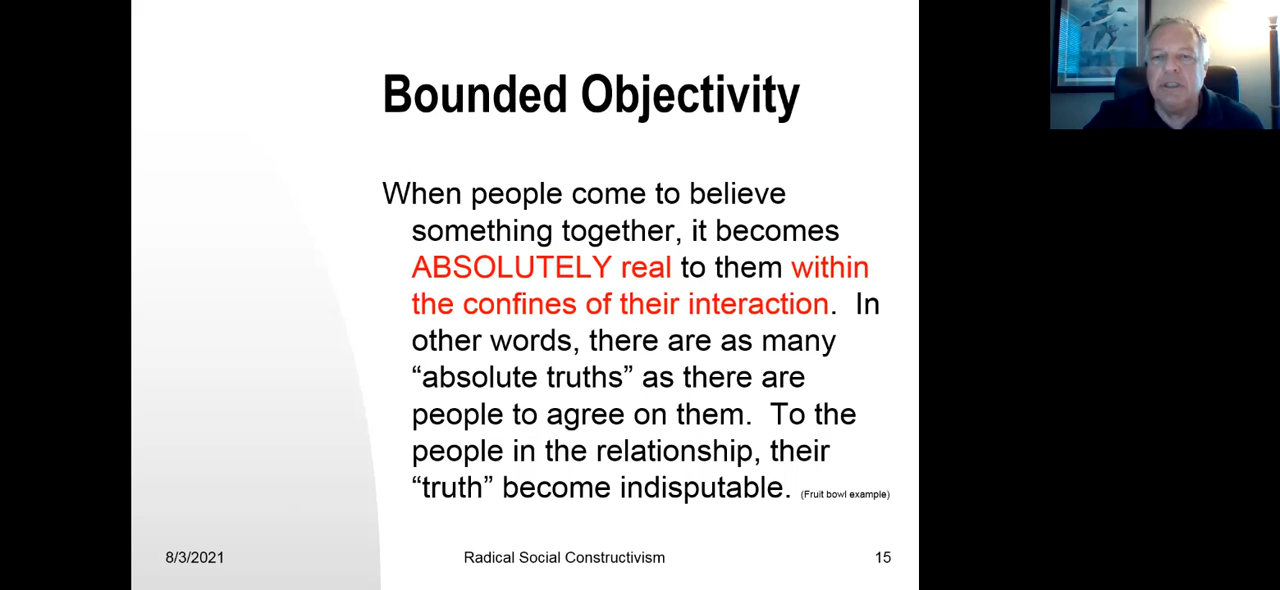 Bounded Objectivity
When people come to believe
something together, it becomes
ABSOLUTELY real to them within
the confines of their interaction. In
other words, there are as many
“absolute truths” as there are
people to agree on them. To the
people in the relationship, their
“truth” become indisputable. (Fruit bowl example)
8/3/2021
Radical Social Constructivism
15